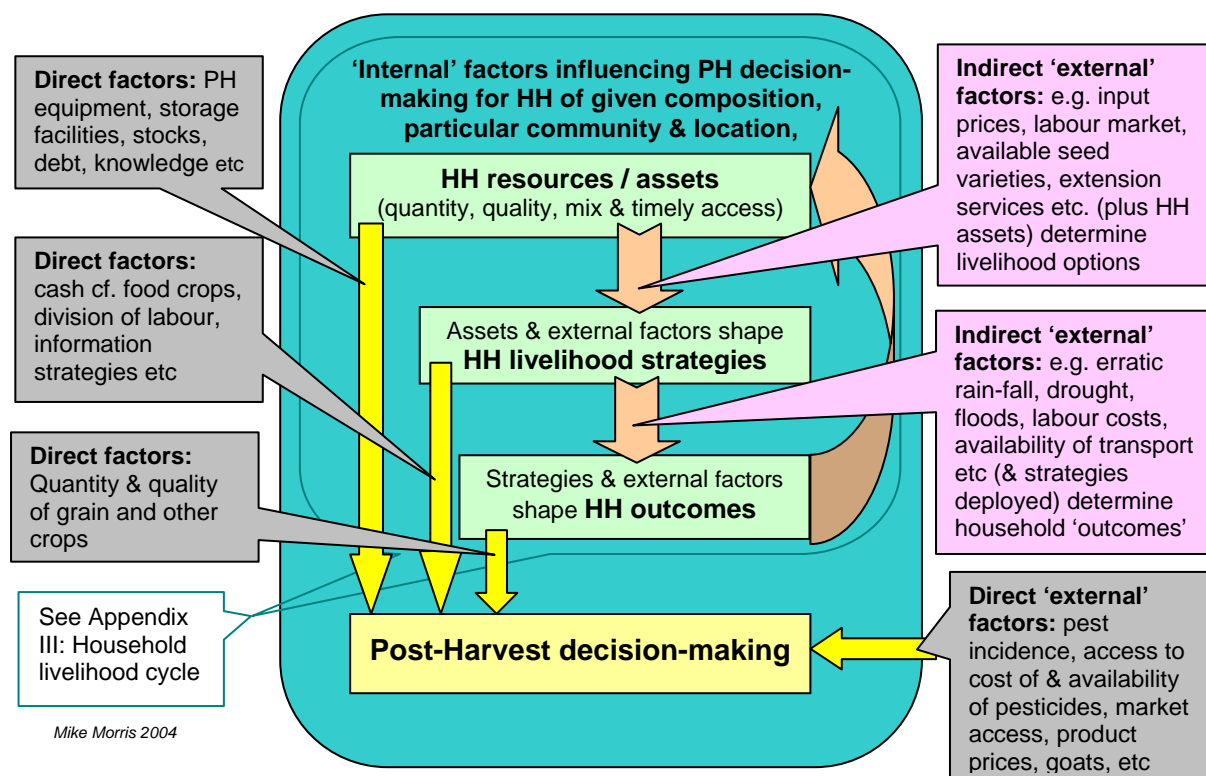 Direct factors: PH
equipment, storage
facilities, stocks,
debt, knowledge etc
Direct factors:
cash cf. food crops,
division of labour,
information
strategies etc
Direct factors:
Quantity & quality
of grain and other
crops
See Appendix
III: Household
livelihood cycle
Mike Morris 2004
‘Internal’ factors influencing PH decision-
making for HH of given composition,
particular community & location,
HH resources / assets
(quantity, quality, mix & timely access)
Assets & external factors shape
HH livelihood strategies
Strategies & external factors
shape HH outcomes
Post-Harvest decision-making
Indirect ‘external’
factors: e.g. input
prices, labour market,
available seed
varieties, extension
services etc. (plus HH
assets) determine
livelihood options
Indirect ‘external’
factors: e.g. erratic
rain-fall, drought,
floods, labour costs,
availability of transport
etc (& strategies
deployed) determine
household ‘outcomes’
Direct ‘external’
factors: pest
incidence, access to
cost of & availability
of pesticides, market
access, product
prices, goats, etc